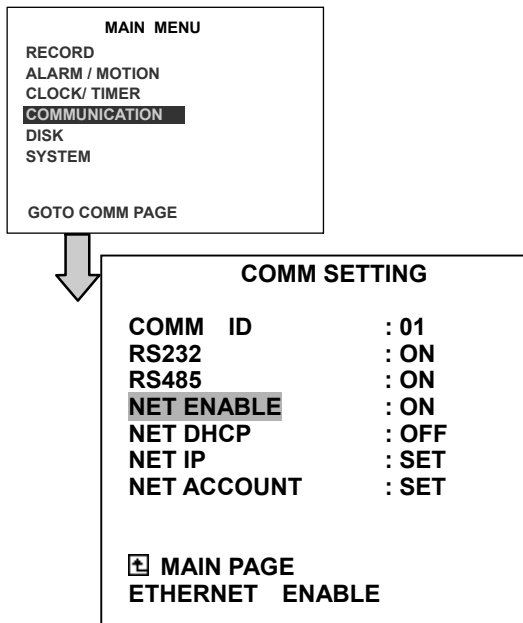 MAIN MENU
RECORD
ALARM / MOTION
CLOCK/ TIMER
COMMUNICATION
DISK
SYSTEM
GOTO COMM PAGE
COMM SETTING
COMM ID : 01
RS232 : ON
RS485 : ON
NET ENABLE : ON
NET DHCP : OFF
NET IP : SET
NET ACCOUNT : SET
MAIN PAGE
ETHERNET ENABLE